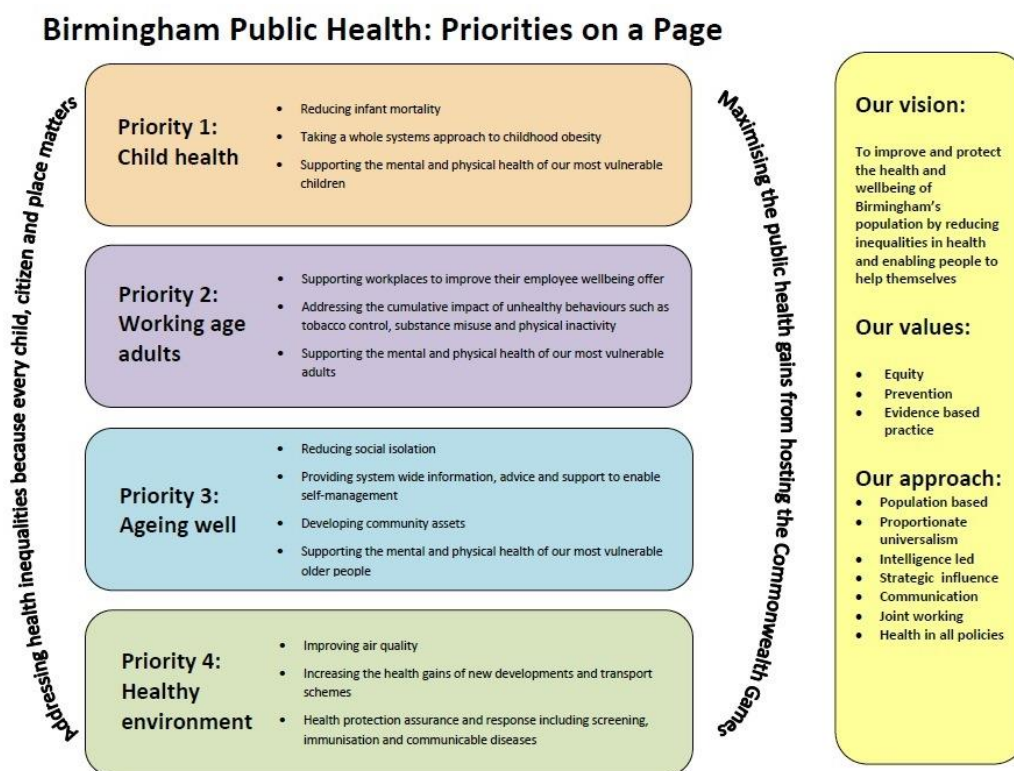 Birmingham Public Health: Priorities on a Page
Addressing health inequalities because every child, citizen and place matters
Priority 1:
Child health
• Reducing infant mortality
• Taking a whole systems approach to childhood obesity
• Supporting the mental and physical health of our most vulnerable
children
Priority 2:
Working age
adults
• Supporting workplaces to improve their employee wellbeing offer
• Addressing the cumulative impact of unhealthy behaviours such as
tobacco control, substance misuse and physical inactivity
• Supporting the mental and physical health of our most vulnerable
adults
Priority 3:
Ageing well
• Reducing social isolation
• Providing system wide information, advice and support to enable
self-management
• Developing community assets
• Supporting the mental and physical health of our most vulnerable
older people
Priority 4:
Healthy
environment
• Improving air quality
• Increasing the health gains of new developments and transport
schemes
• Health protection assurance and response including screening,
immunisation and communicable diseases
Maximising the public health gains from hosting the Commonwealth Games
Our vision:
To improve and protect
the health and
wellbeing of
Birmingham's
population by reducing
inequalities in health
and enabling people to
help themselves
Our values:
• Equity
• Prevention
• Evidence based
practice
Our approach:
• Population based
• Proportionate
universalism
• Intelligence led
• Strategic influence
• Communication
• Joint working
• Health in all policies